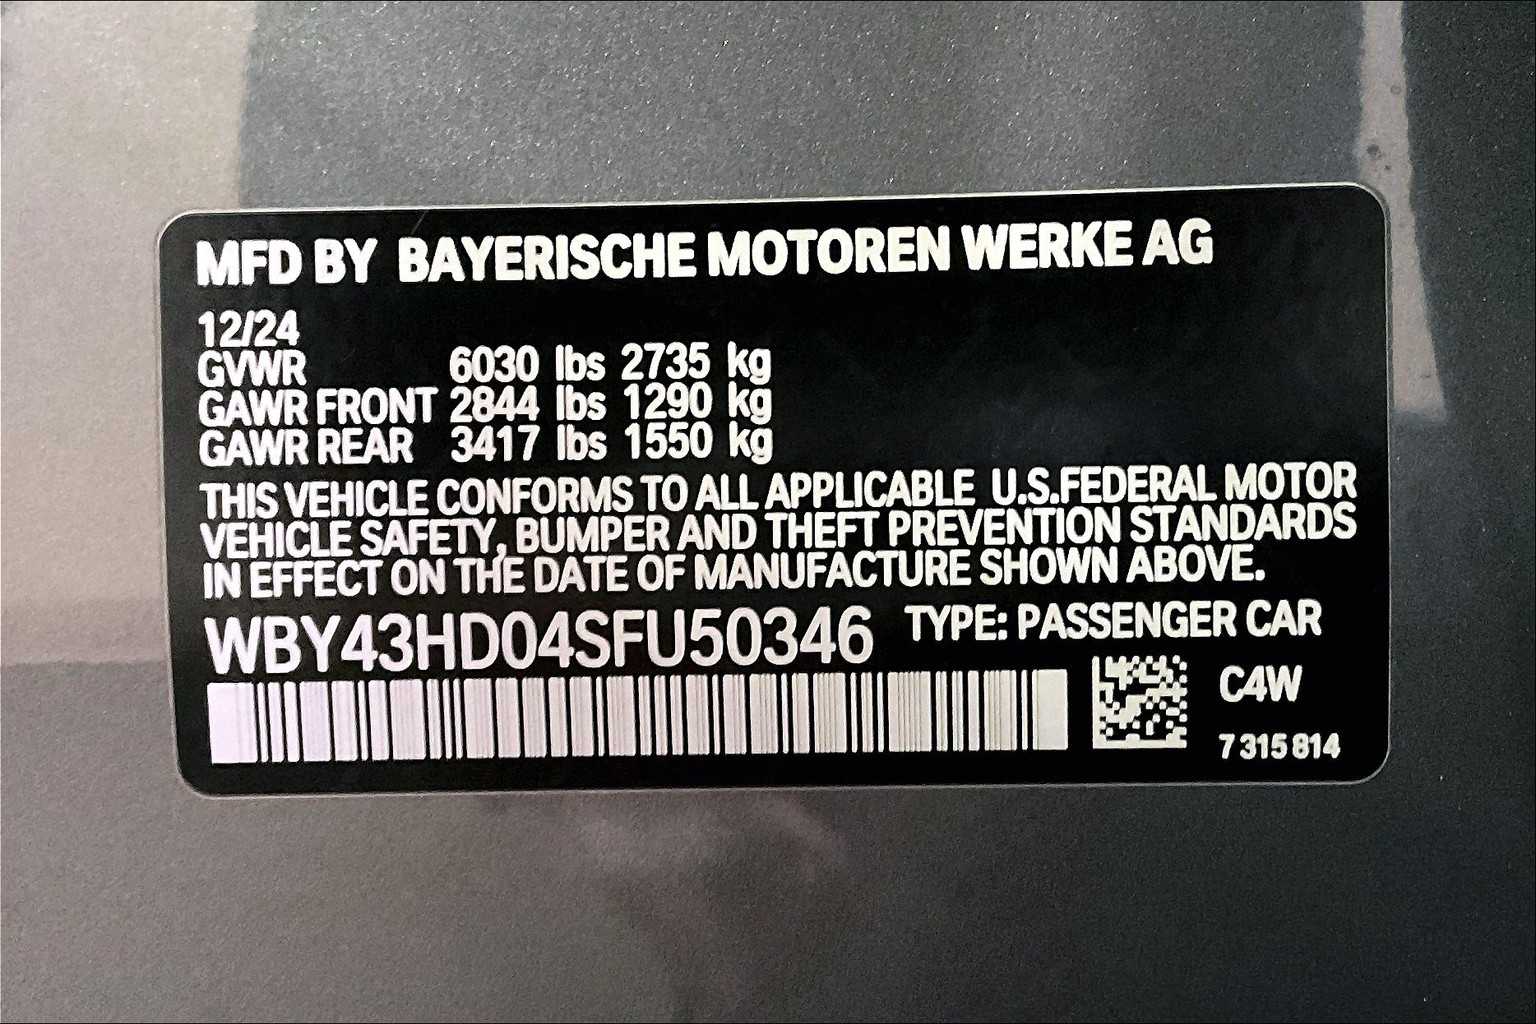 MFD BY BAYERISCHE MOTOREN WERKE AG
12/24
GVWR 6030 lbs 2735 kg
GAWR FRONT 2844 lbs 1290 kg
GAWR REAR 3417 lbs 1550 kg
THIS VEHICLE CONFORMS TO ALL APPLICABLE U.S.FEDERAL MOTOR
VEHICLE SAFETY, BUMPER AND THEFT PREVENTION STANDARDS
IN EFFECT ON THE DATE OF MANUFACTURE SHOWN ABOVE.
WBY43HD04SFU50346 TYPE: PASSENGER CAR
C4W
7 315 814